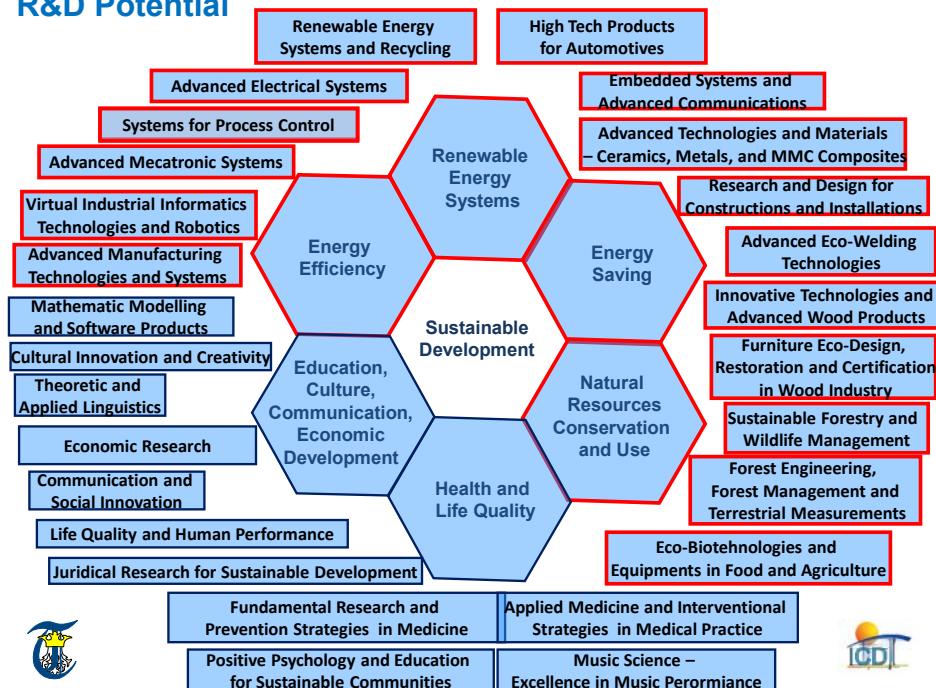 R&D Potential
Renewable Energy
Systems and Recycling
High Tech Products
for Automotives
Advanced Electrical Systems
Embedded Systems and
Advanced Communications
Systems for Process Control
Advanced Technologies and Materials
– Ceramics, Metals, and MMC Composites
Advanced Mecatronic Systems
Research and Design for
Constructions and Installations
Virtual Industrial Informatics
Technologies and Robotics
Advanced Eco-Welding
Technologies
Advanced Manufacturing
Technologies and Systems
Innovative Technologies and
Advanced Wood Products
Mathematic Modelling
and Software Products
Furniture Eco-Design,
Restoration and Certification
in Wood Industry
Cultural Innovation and Creativity
Theoretic and
Applied Linguistics
Sustainable Forestry and
Wildlife Management
Economic Research
Forest Engineering,
Forest Management and
Terrestrial Measurements
Communication and
Social Innovation
Life Quality and Human Performance
Eco-Biotehnologies and
Equipments in Food and Agriculture
Juridical Research for Sustainable Development
Renewable
Energy
Systems
Energy
Efficiency
Energy
Saving
Sustainable
Development
Education,
Culture,
Communication,
Economic
Development
Natural
Resources
Conservation
and Use
Health and
Life Quality
Fundamental Research and
Prevention Strategies in Medicine
Applied Medicine and Interventional
Strategies in Medical Practice
Positive Psychology and Education
for Sustainable Communities
Music Science –
Excellence in Music Perormiance
ICDT